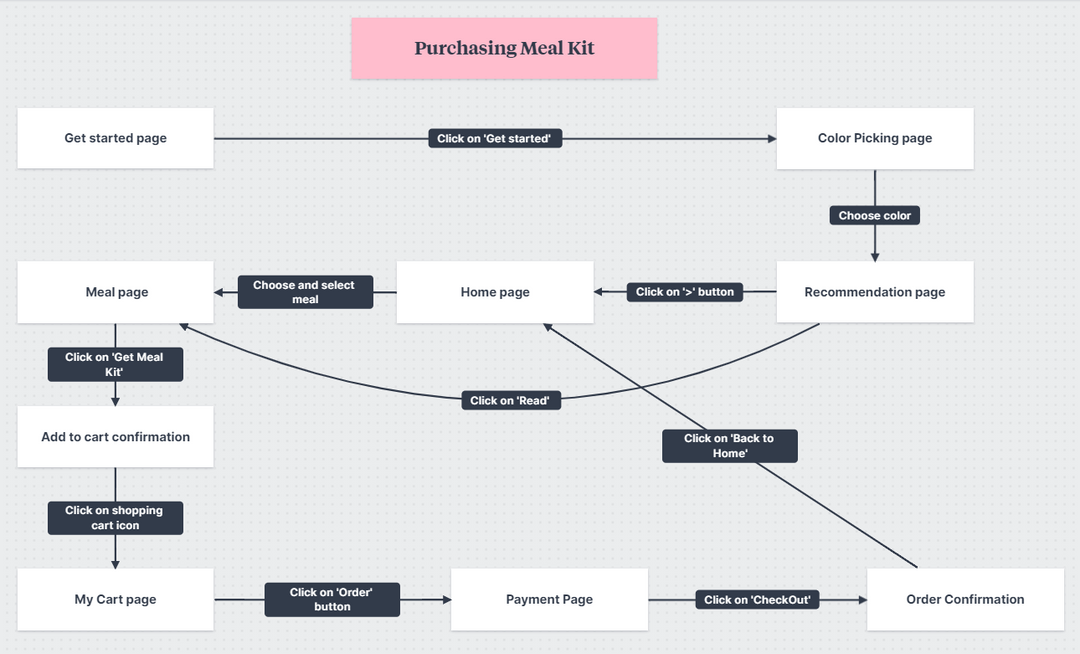 Purchasing Meal Kit
Get started page
Click on 'Get started'
Color Picking page
Choose color
Meal page
Choose and select
meal
Home page
Click on '>' button
Recommendation page
Click on 'Get Meal
Kit'
Click on 'Read'
Add to cart confirmation
Click on 'Back to
Home'
Click on shopping
cart icon
My Cart page
Click on 'Order'
button
Payment Page
Click on 'CheckOut'
Order Confirmation